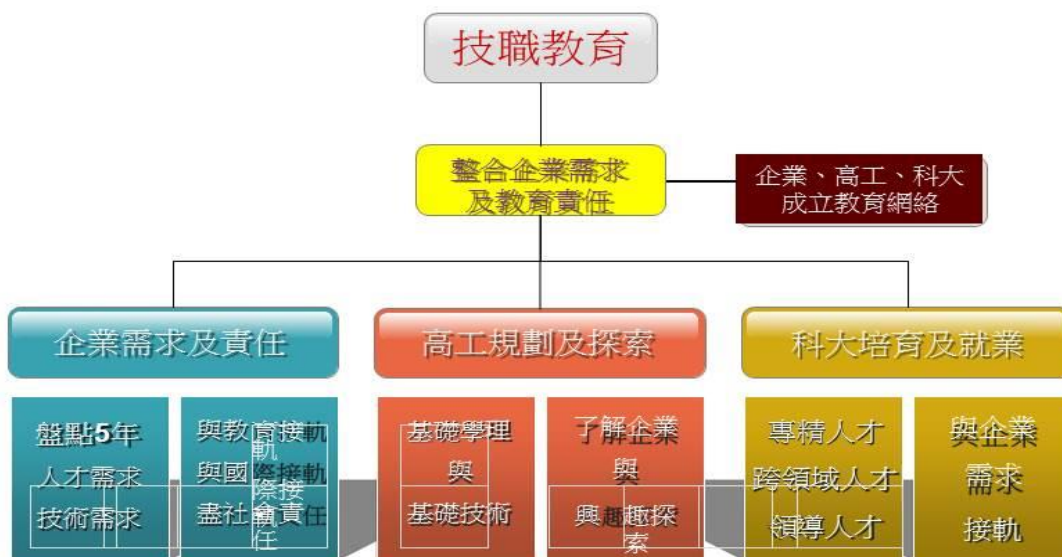 技職教育
整合企業需求
及教育責任
企業、高工、科大
成立教育網絡
企業需求及責任
高工規劃及探索
科大培育及就業
盤點5年
人才需求
技術需求
與教育接軌
與國際接軌
盡社會責任
基礎學理
與
基礎技術
了解企業
與
興趣探索
專精人才
跨領域人才
領導人才
與企業
需求
接軌